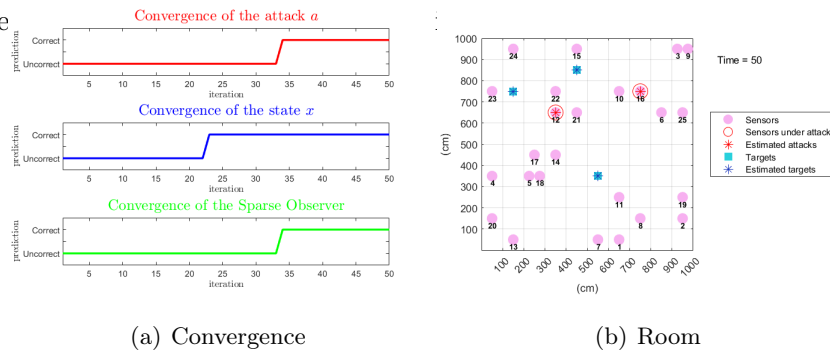 e
Convergence of the attack a
prediction
Correct
Uncorrect
5 10 15 20 25 30 35 40 45 50
iteration
Convergence of the state x
prediction
Correct
Uncorrect
5 10 15 20 25 30 35 40 45 50
iteration
Convergence of the Sparse Observer
prediction
Correct
Uncorrect
5 10 15 20 25 30 35 40 45 50
iteration
(a) Convergence
1000
900
800
700
600
500
400
300
200
100
(cm)
24 15 3 9
23 22 10 16
12 21 6 25
17 14
4 5 18
11 19
20 8 2
13 7 1
100 200 300 400 500 600 700 800 900 1000
(cm)
Time = 50
Sensors
Sensors under attack
Estimated attacks
Targets
Estimated targets
(b) Room